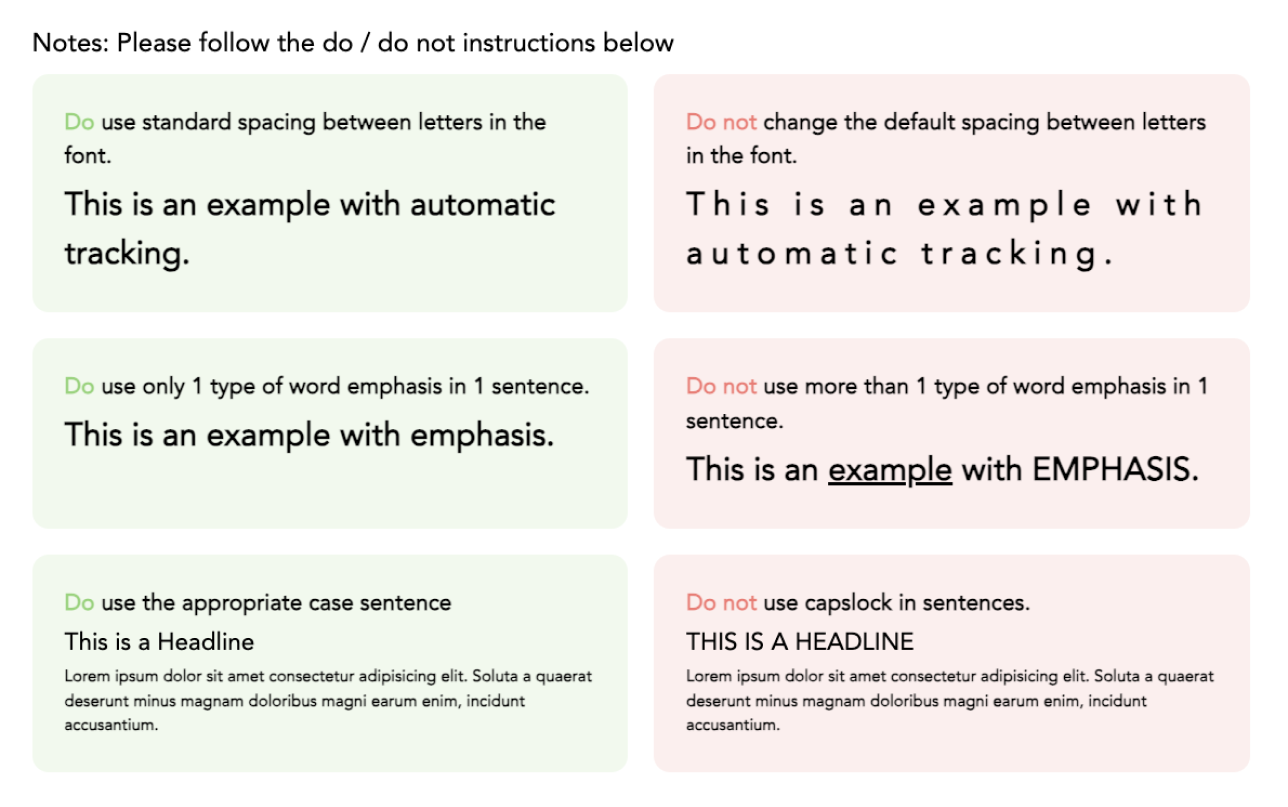 Notes: Please follow the do / do not instructions below
Do use standard spacing between letters in the
font.
This is an example with automatic
tracking.
Do not change the default spacing between letters
in the font.
This is an example with
automatic tracking.
Do use only 1 type of word emphasis in 1 sentence.
This is an example with emphasis.
Do not use more than 1 type of word emphasis in 1
sentence.
This is an example with EMPHASIS.
Do use the appropriate case sentence
This is a Headline
Lorem ipsum dolor sit amet consectetur adipisicing elit. Soluta a quaerat
deserunt minus magnam doloribus magni earum enim, incidunt
accusantium.
Do not use capslock in sentences.
THIS IS A HEADLINE
Lorem ipsum dolor sit amet consectetur adipisicing elit. Soluta a quaerat
deserunt minus magnam doloribus magni earum enim, incidunt
accusantium.